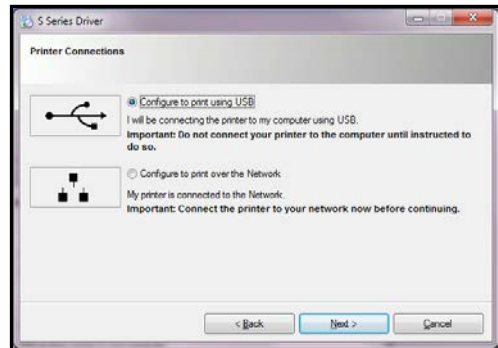 S Series Driver
Printer Connections
Configure to print using USB
I will be connecting the printer to my computer using USB.
Important: Do not connect your printer to the computer until instructed to
do so.
Configure to print over the Network
My printer is connected to the Network.
Important: Connect the printer to your network now before continuing.
< Back
Next >
Cancel